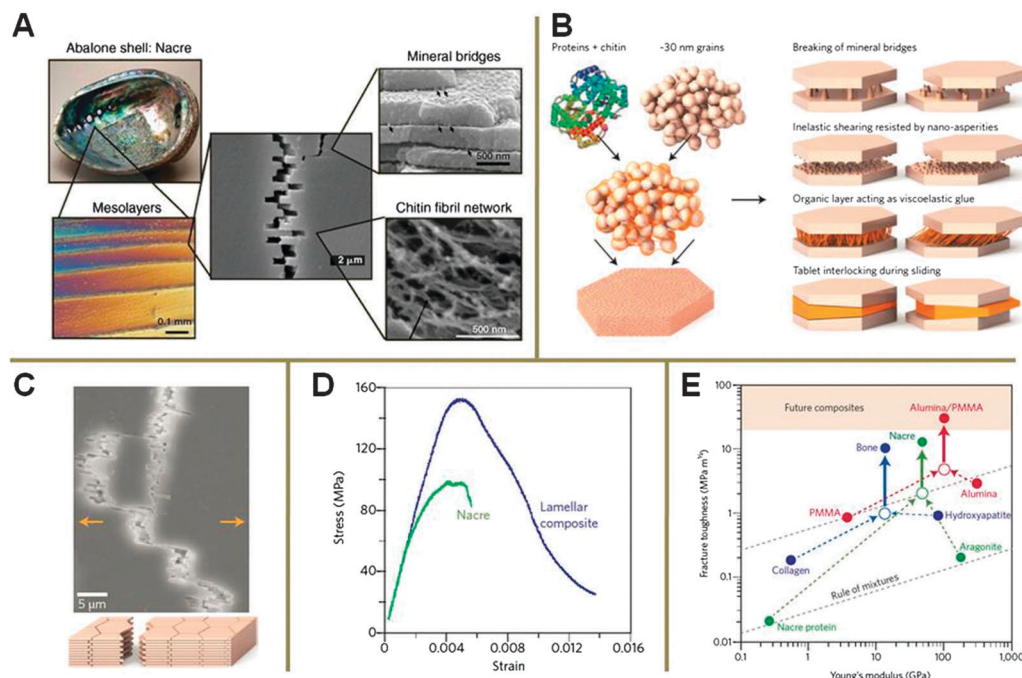 A
Abalone shell: Nacre
Mineral bridges
500 nm
Mesolayers
0.1 mm
2 μm
Chitin fibril network
500 nm
B
Proteins + chitin
~30 nm grains
Breaking of mineral bridges
Inelastic shearing resisted by nano-asperities
Organic layer acting as viscoelastic glue
Tablet interlocking during sliding
C
5 μm
D
160
120
80
40
0
0
0.004
0.008
0.012
0.016
Stress (MPa)
Strain
Nacre
Lamellar
composite
E
100
10
1
0.1
0.01
0.1
1
10
100
1,000
Fracture toughness (MPa m½)
Young's modulus (GPa)
Future composites
Alumina/PMMA
Bone
Nacre
Alumina
PMMA
Hydroxyapatite
Collagen
Aragonite
Rule of mixtures
Nacre protein